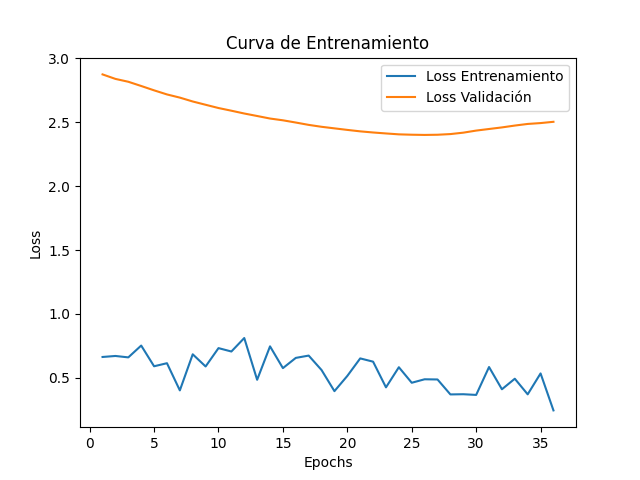 Curva de Entrenamiento
Loss Entrenamiento
Loss Validación
3.0
2.5
2.0
1.5
1.0
0.5
Loss
0 5 10 15 20 25 30 35
Epochs